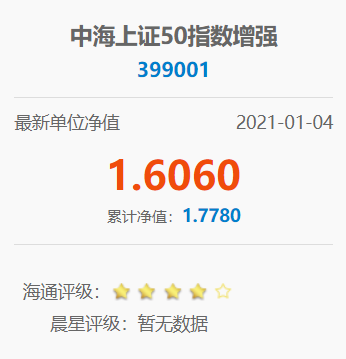 中海上证50指数增强
399001
最新单位净值 2021-01-04
1.6060
累计净值：1.7780
海通评级：
晨星评级：暂无数据